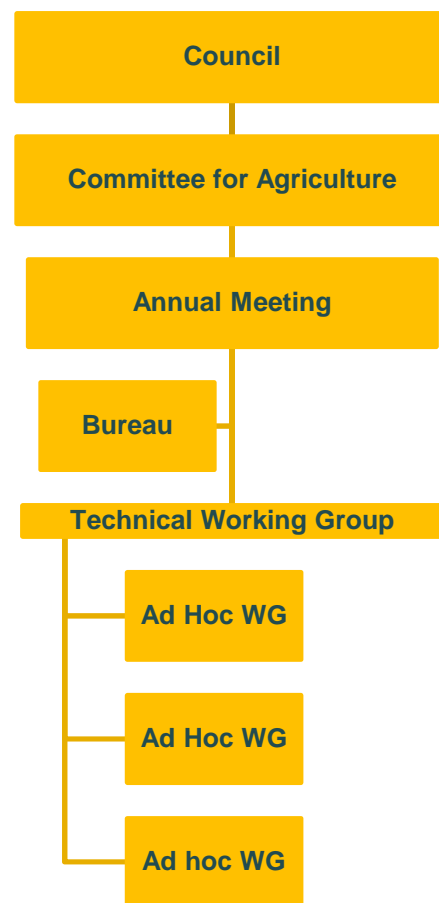 Council
Committee for Agriculture
Annual Meeting
Bureau
Technical Working Group
Ad Hoc WG
Ad Hoc WG
Ad hoc WG